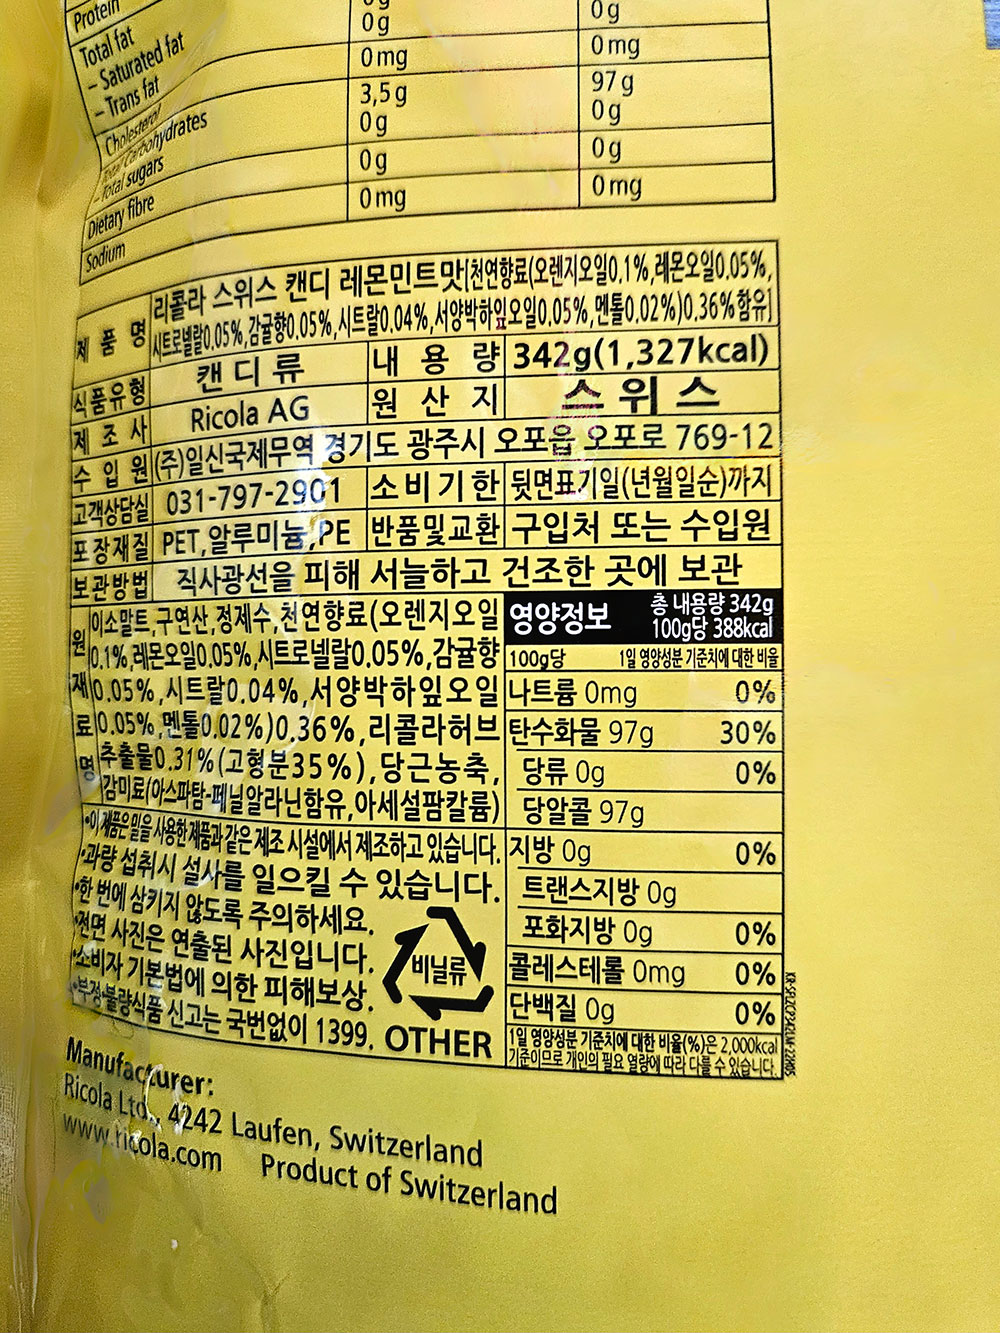 Protein
Total fat 0g 0g
- Saturated fat
- Trans fat 0mg 0mg
Cholesterol 3,5g 97g
Total Carbohydrates 0g 0g
- Total sugars
Dietary fibre 0g 0g
Sodium 0mg 0mg
제품명 리콜라 스위스 캔디 레몬민트맛[천연향료(오렌지오일0.1%,레몬오일0.05%,
시트로넬랄0.05%,감귤향0.05%,시트랄0.04%,서양박하잎오일0.05%,멘톨0.02%)0.36%함유]
식품유형 캔디류 내용량 342g(1,327kcal)
제조사 Ricola AG 원산지 스위스
수입원 (주)일신국제무역 경기도 광주시 오포읍 오포로 769-12
고객상담실 031-797-2901 소비기한 뒷면표기일(년월일순)까지
포장재질 PET,알루미늄,PE 반품및교환 구입처 또는 수입원
보관방법 직사광선을 피해 서늘하고 건조한 곳에 보관
원재료명 이소말트,구연산,정제수,천연향료(오렌지오일
0.1%,레몬오일0.05%,시트로넬랄0.05%,감귤향
0.05%,시트랄0.04%,서양박하잎오일
0.05%,멘톨0.02%)0.36%,리콜라허브
추출물0.31%(고형분35%),당근농축,
감미료(아스파탐-페닐알라닌함유,아세설팜칼륨)
•이 제품은 밀을 사용한 제품과 같은 제조 시설에서 제조하고 있습니다.
•과량 섭취시 설사를 일으킬 수 있습니다.
•한 번에 삼키지 않도록 주의하세요.
•전면 사진은 연출된 사진입니다.
•소비자 기본법에 의한 피해보상.
•부정·불량식품 신고는 국번없이 1399.
비닐류
OTHER
영양정보 총 내용량 342g
100g당 388kcal
100g당 1일 영양성분 기준치에 대한 비율
나트륨 0mg 0%
탄수화물 97g 30%
당류 0g 0%
당알콜 97g
지방 0g 0%
트랜스지방 0g
포화지방 0g 0%
콜레스테롤 0mg 0%
단백질 0g 0%
1일 영양성분 기준치에 대한 비율(%)은 2,000kcal
기준이므로 개인의 필요 열량에 따라 다를 수 있습니다.
Manufacturer:
Ricola Ltd., 4242 Laufen, Switzerland
www.ricola.com Product of Switzerland